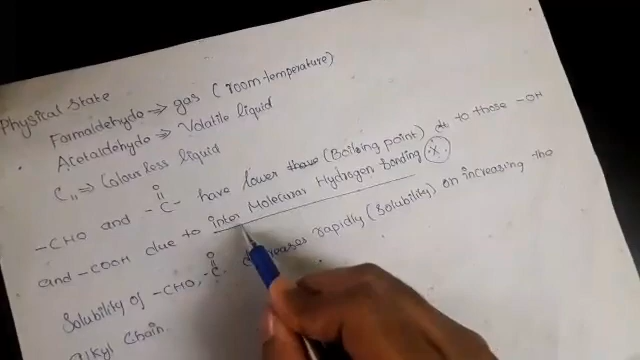 Physical state
Formaldehyde => gas (room-temperature)
Acetaldehyde => Volatile liquid
C11 => Colourless liquid
-CHO and -C- have lower (Boiling point) to those -OH
O
and -COOH due to inter Molecular Hydrogen Bonding (X).
Solubility of -CHO, -C- decreases rapidly (Solubility) on increasing the
O
alkyl Chain.